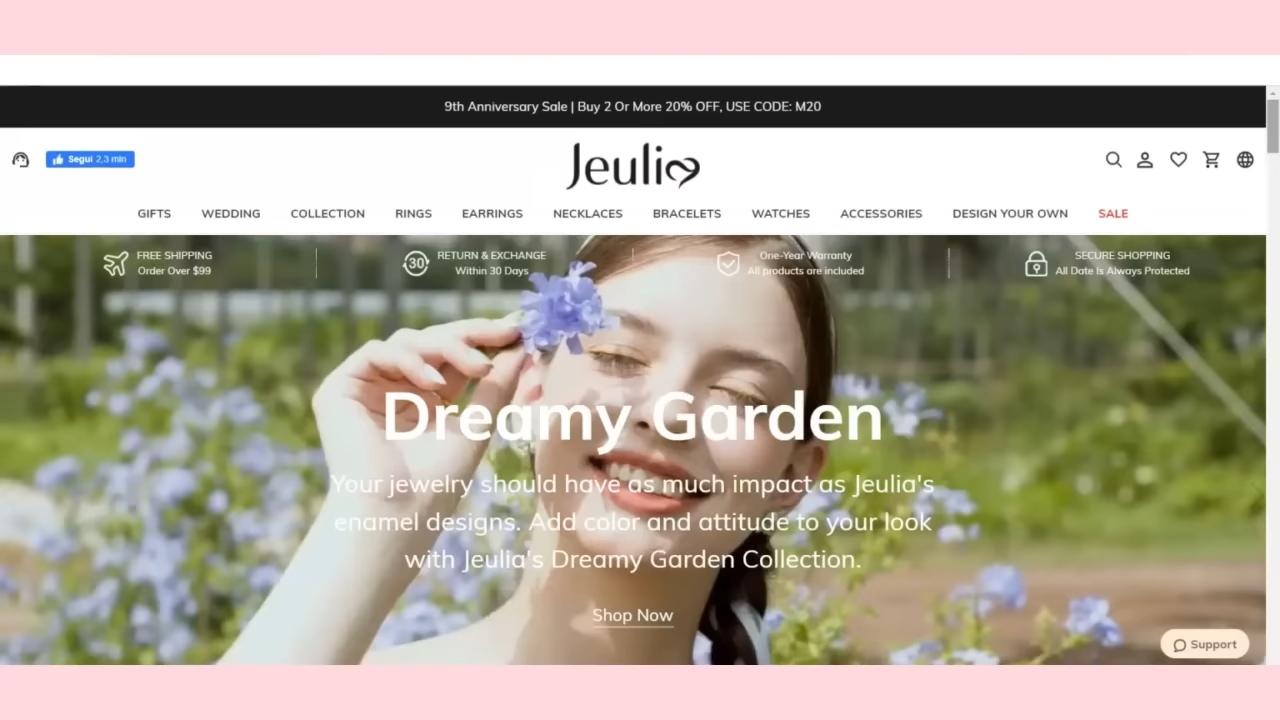 9th Anniversary Sale | Buy 2 Or More 20% OFF, USE CODE: M20
Segui 2,3 mln
Jeulia
GIFTS WEDDING COLLECTION RINGS EARRINGS NECKLACES BRACELETS WATCHES ACCESSORIES DESIGN YOUR OWN SALE
FREE SHIPPING
Order Over $99
30
RETURN & EXCHANGE
Within 30 Days
One-Year Warranty
All products are included
SECURE SHOPPING
All Date Is Always Protected
Dreamy Garden
Your jewelry should have as much impact as Jeulia's
enamel designs. Add color and attitude to your look
with Jeulia's Dreamy Garden Collection.
Shop Now
Support